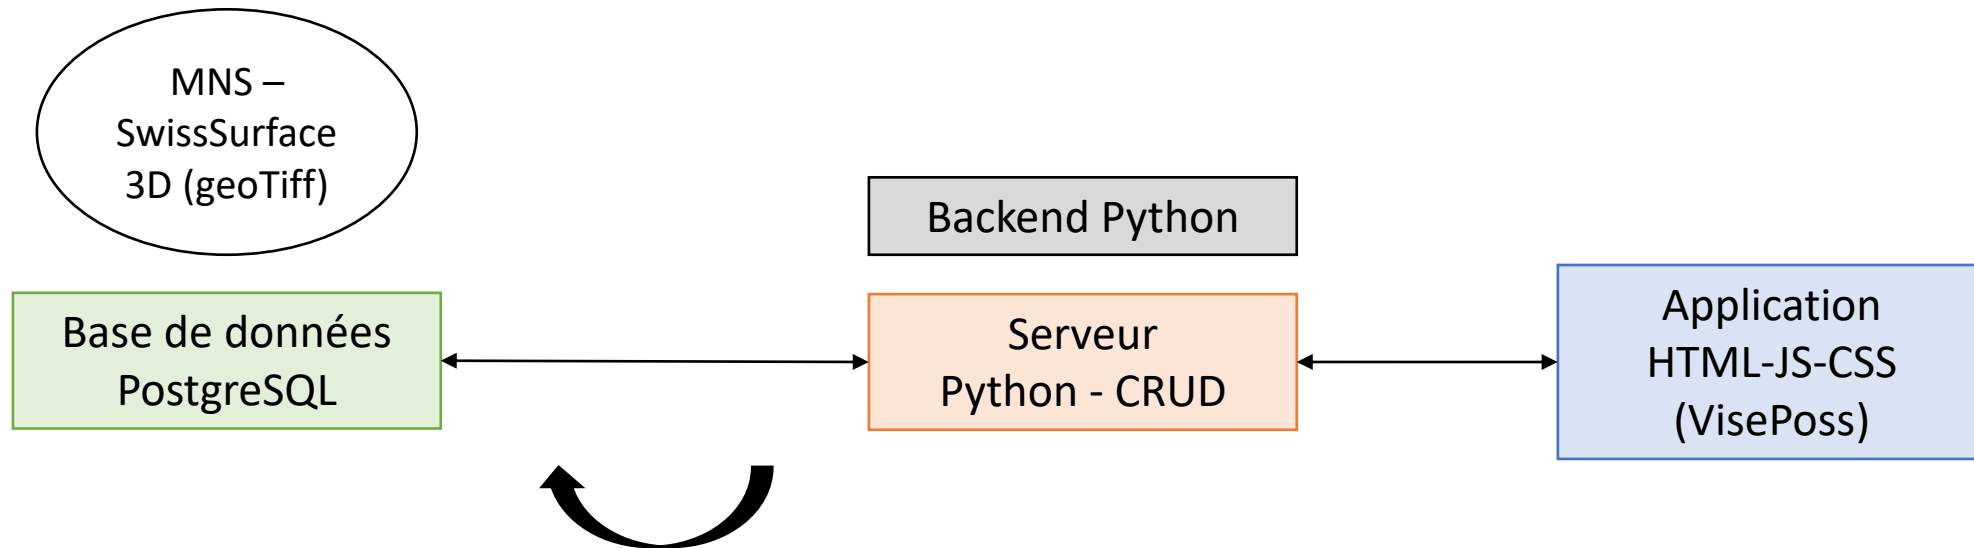 MNS –
SwissSurface
3D (geoTiff)
Backend Python
Base de données
PostgreSQL
Serveur
Python - CRUD
Application
HTML-JS-CSS
(VisePoss)